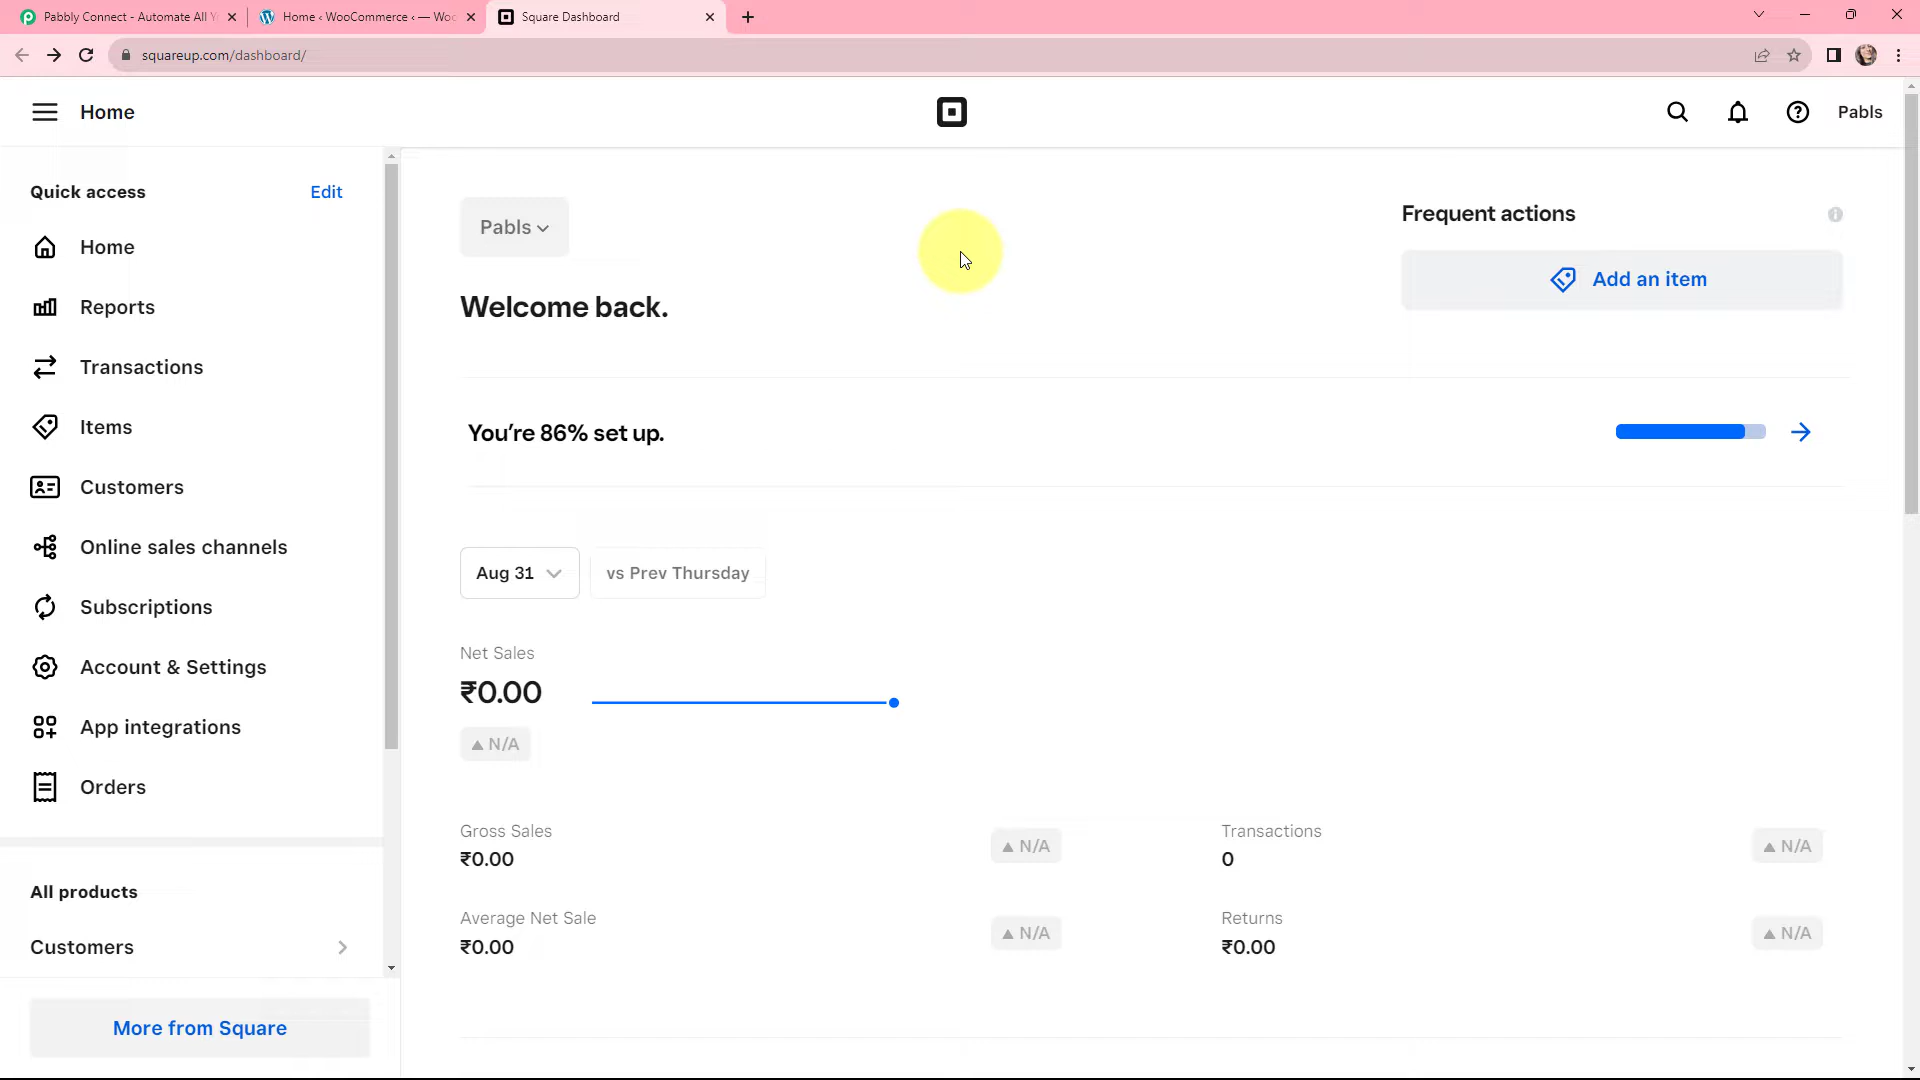 Pabbly Connect - Automate All Y
Home ‹ WooCommerce ‹ — Woo
Square Dashboard
squareup.com/dashboard/
Home
Pabls
Quick access
Edit
Home
Reports
Transactions
Items
Customers
Online sales channels
Subscriptions
Account & Settings
App integrations
Orders
All products
Customers
More from Square
Pabls
Welcome back.
Frequent actions
Add an item
You’re 86% set up.
Aug 31
vs Prev Thursday
Net Sales
₹0.00
▲ N/A
Gross Sales
₹0.00
▲ N/A
Transactions
0
▲ N/A
Average Net Sale
₹0.00
▲ N/A
Returns
₹0.00
▲ N/A